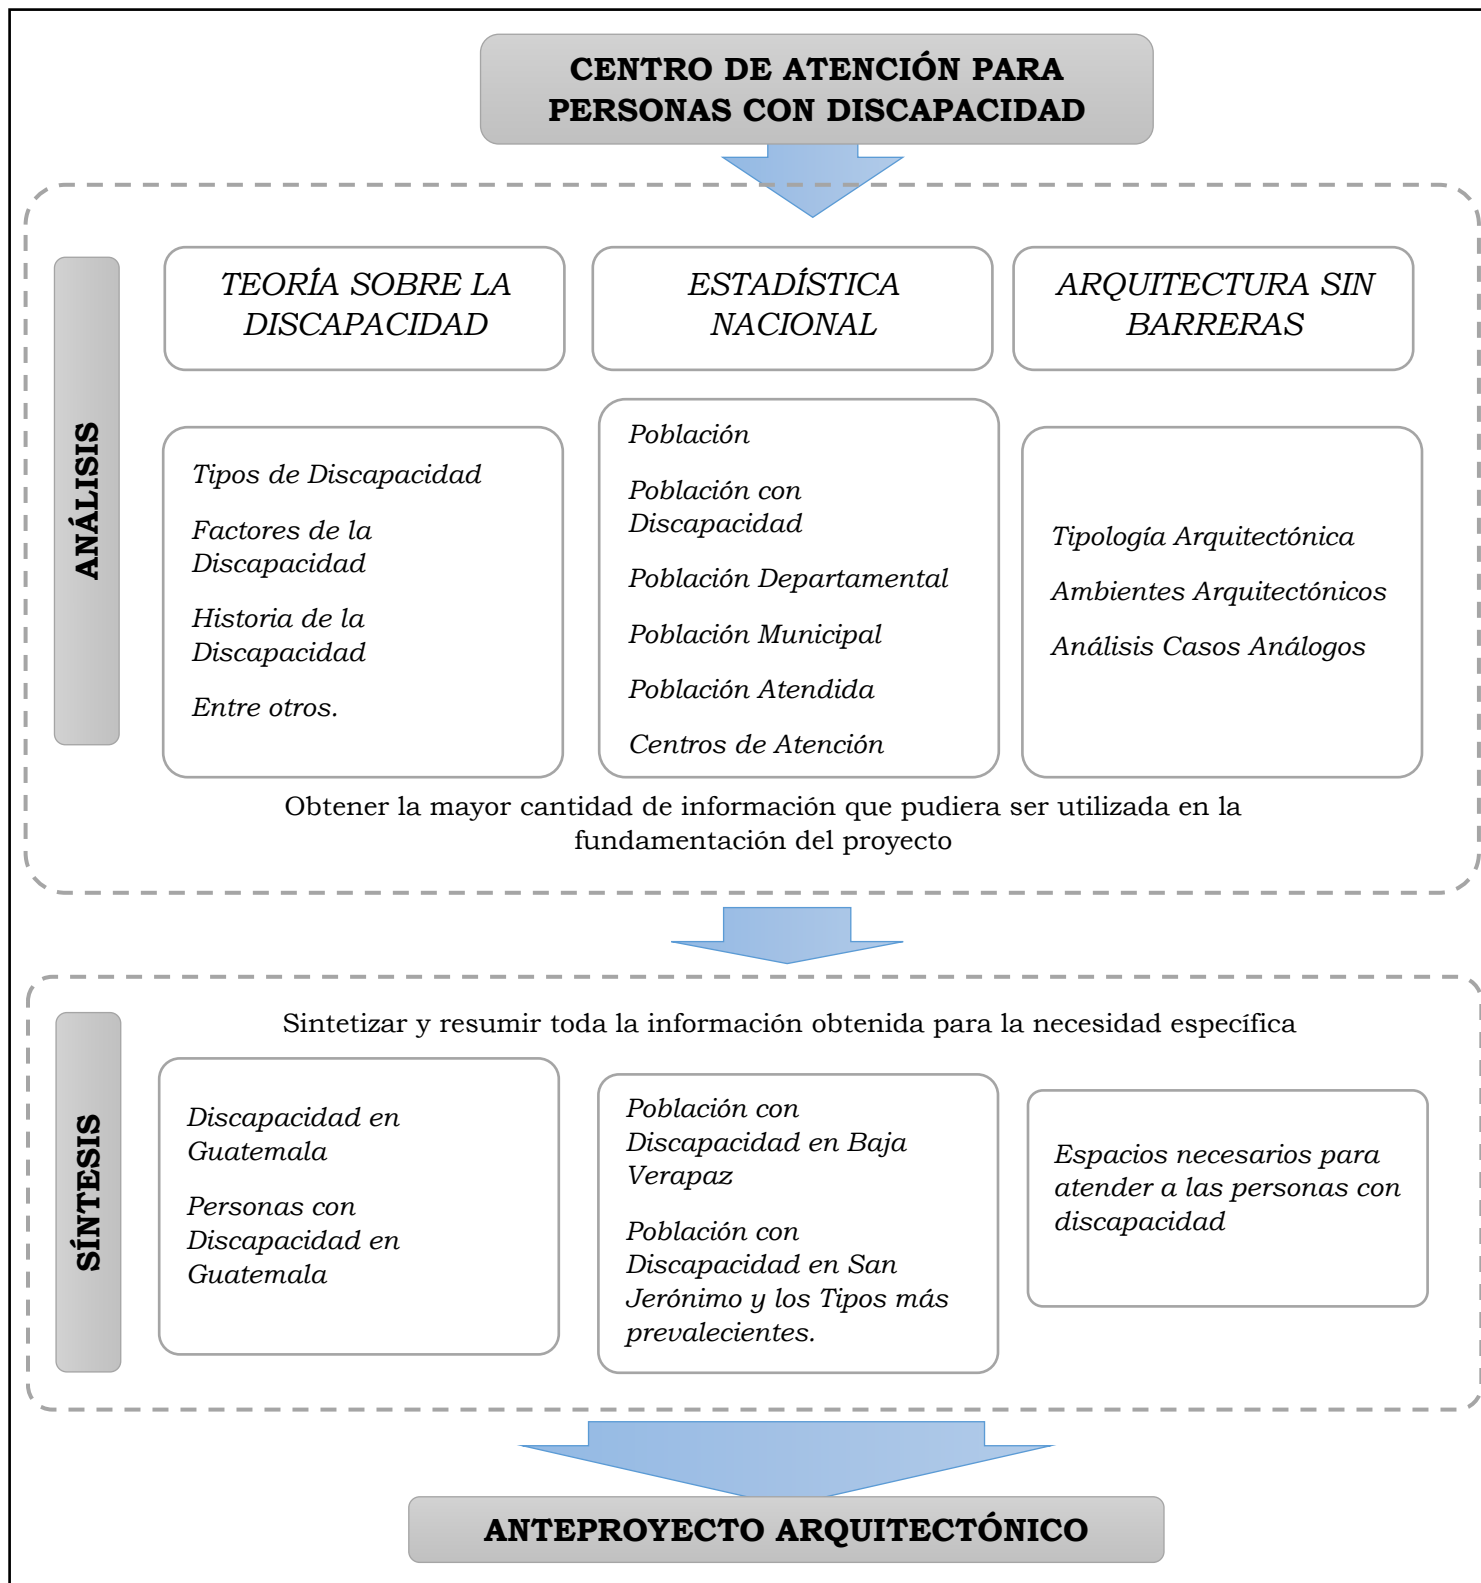 CENTRO DE ATENCIÓN PARA
PERSONAS CON DISCAPACIDAD
ANÁLISIS
TEORÍA SOBRE LA
DISCAPACIDAD
ESTADÍSTICA
NACIONAL
ARQUITECTURA SIN
BARRERAS
Tipos de Discapacidad
Factores de la
Discapacidad
Historia de la
Discapacidad
Entre otros.
Población
Población con
Discapacidad
Población Departamental
Población Municipal
Población Atendida
Centros de Atención
Tipología Arquitectónica
Ambientes Arquitectónicos
Análisis Casos Análogos
Obtener la mayor cantidad de información que pudiera ser utilizada en la
fundamentación del proyecto
SÍNTESIS
Sintetizar y resumir toda la información obtenida para la necesidad específica
Discapacidad en
Guatemala
Personas con
Discapacidad en
Guatemala
Población con
Discapacidad en Baja
Verapaz
Población con
Discapacidad en San
Jerónimo y los Tipos más
prevalecientes.
Espacios necesarios para
atender a las personas con
discapacidad
ANTEPROYECTO ARQUITECTÓNICO